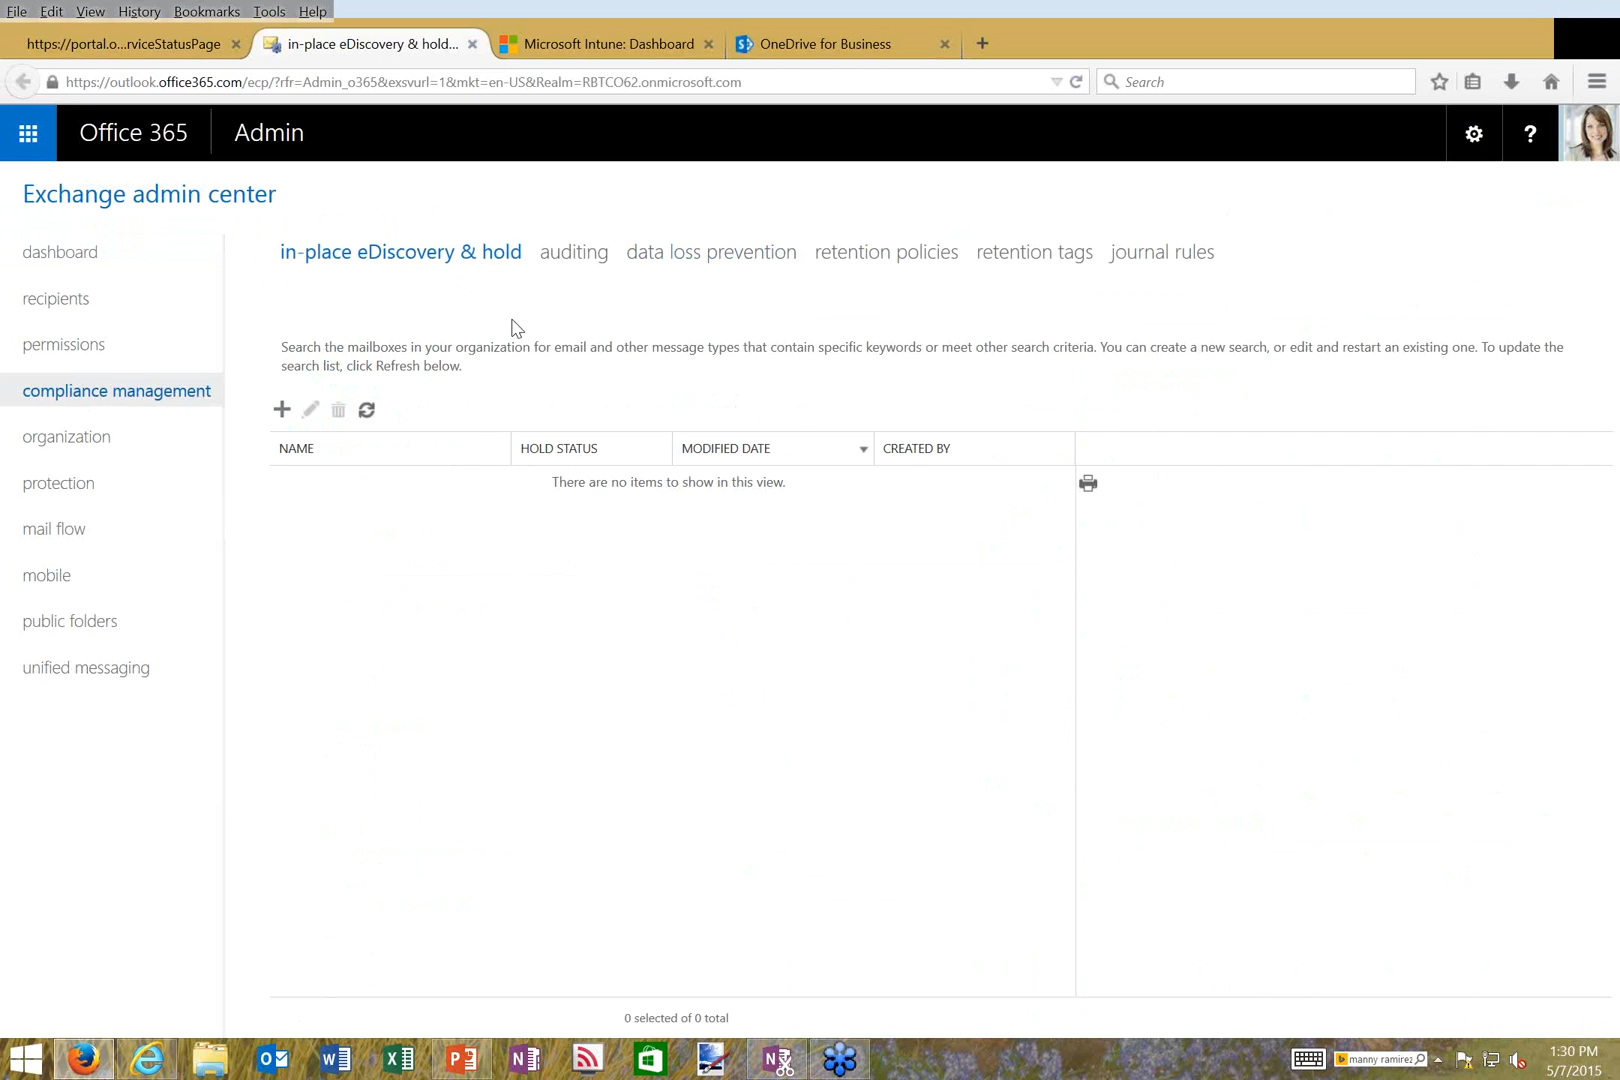 File Edit View History Bookmarks Tools Help
https://portal.o...rviceStatusPage
in-place eDiscovery & hold...
Microsoft Intune: Dashboard
OneDrive for Business
https://outlook.office365.com/ecp/?rfr=Admin_o365&exsvurl=1&mkt=en-US&Realm=RBTCO62.onmicrosoft.com
Search
Office 365
Admin
?
Exchange admin center
dashboard
recipients
permissions
compliance management
organization
protection
mail flow
mobile
public folders
unified messaging
in-place eDiscovery & hold auditing data loss prevention retention policies retention tags journal rules
Search the mailboxes in your organization for email and other message types that contain specific keywords or meet other search criteria. You can create a new search, or edit and restart an existing one. To update the
search list, click Refresh below.
NAME HOLD STATUS MODIFIED DATE CREATED BY
There are no items to show in this view.
0 selected of 0 total
manny ramirez
1:30 PM
5/7/2015